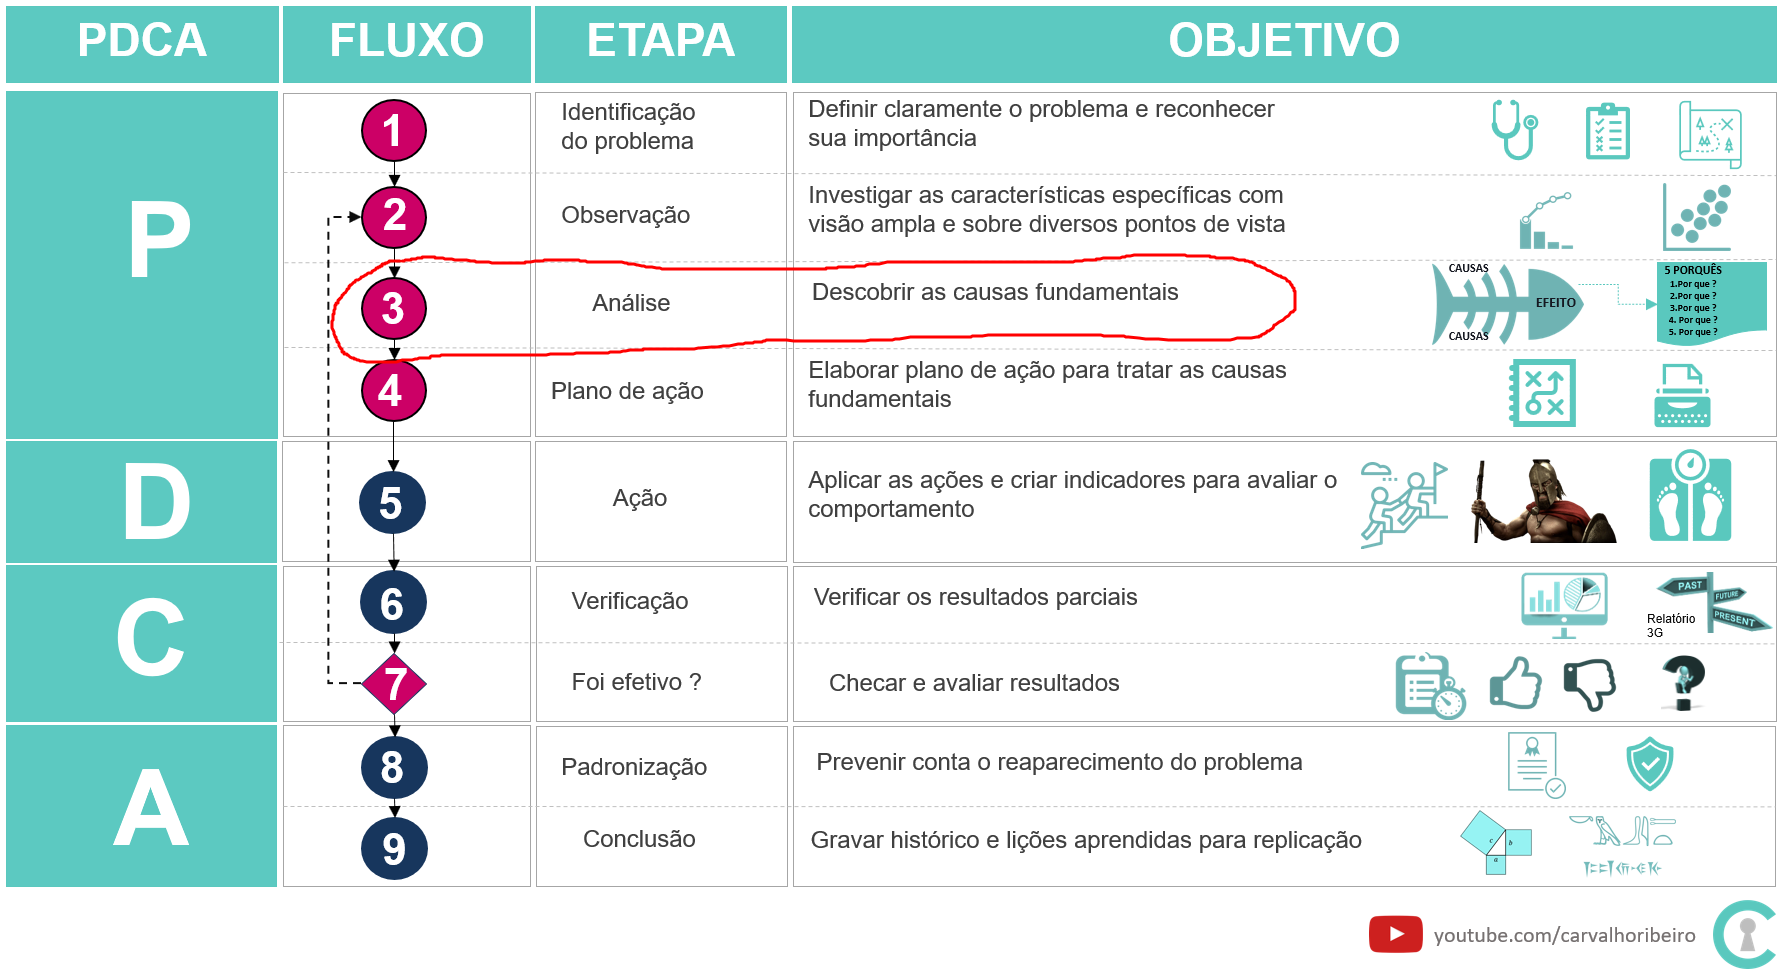 PDCA FLUXO ETAPA OBJETIVO
P
1
Identificação
do problema
Definir claramente o problema e reconhecer
sua importância
2
Observação
Investigar as características específicas com
visão ampla e sobre diversos pontos de vista
3
Análise
Descobrir as causas fundamentais
CAUSAS
EFEITO
CAUSAS
5 PORQUÊS
1.Por que ?
2.Por que ?
3.Por que ?
4. Por que ?
5. Por que ?
4
Plano de ação
Elaborar plano de ação para tratar as causas
fundamentais
D
5
Ação
Aplicar as ações e criar indicadores para avaliar o
comportamento
C
6
Verificação
Verificar os resultados parciais
PAST
FUTURE
PRESENT
Relatório
3G
7
Foi efetivo ?
Checar e avaliar resultados
A
8
Padronização
Prevenir conta o reaparecimento do problema
9
Conclusão
Gravar histórico e lições aprendidas para replicação
c
b
a
youtube.com/carvalhoribeiro